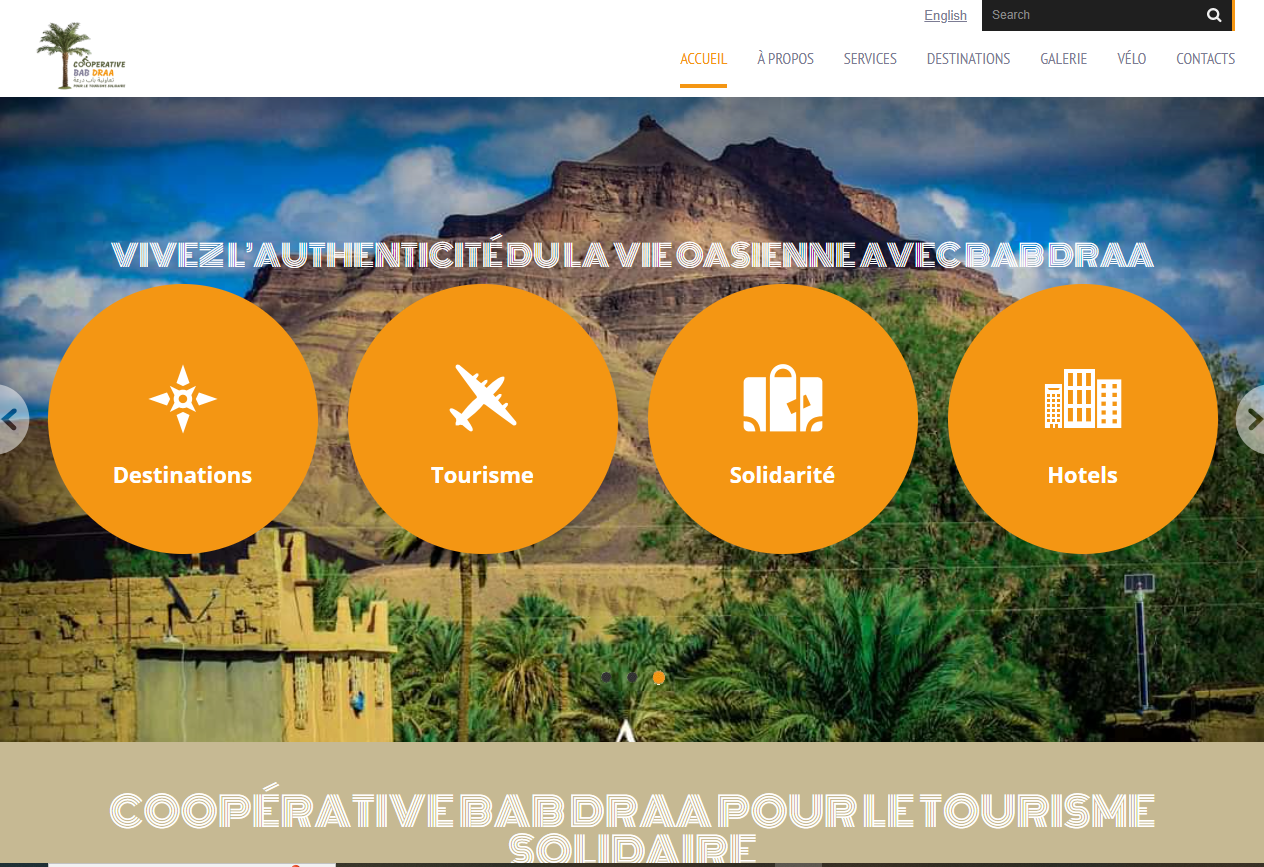 English
Search
COOPERATIVE
BAB DRAA
تعاونية باب درعة
POUR LE TOURISME SOLIDAIRE
ACCUEIL
À PROPOS
SERVICES
DESTINATIONS
GALERIE
VÉLO
CONTACTS
VIVEZ L'AUTHENTICITÉ DU LA VIE OASIENNE AVEC BAB DRAA
Destinations
Tourisme
Solidarité
Hotels
COOPÉRATIVE BAB DRAA POUR LE TOURISME
SOLIDAIRE